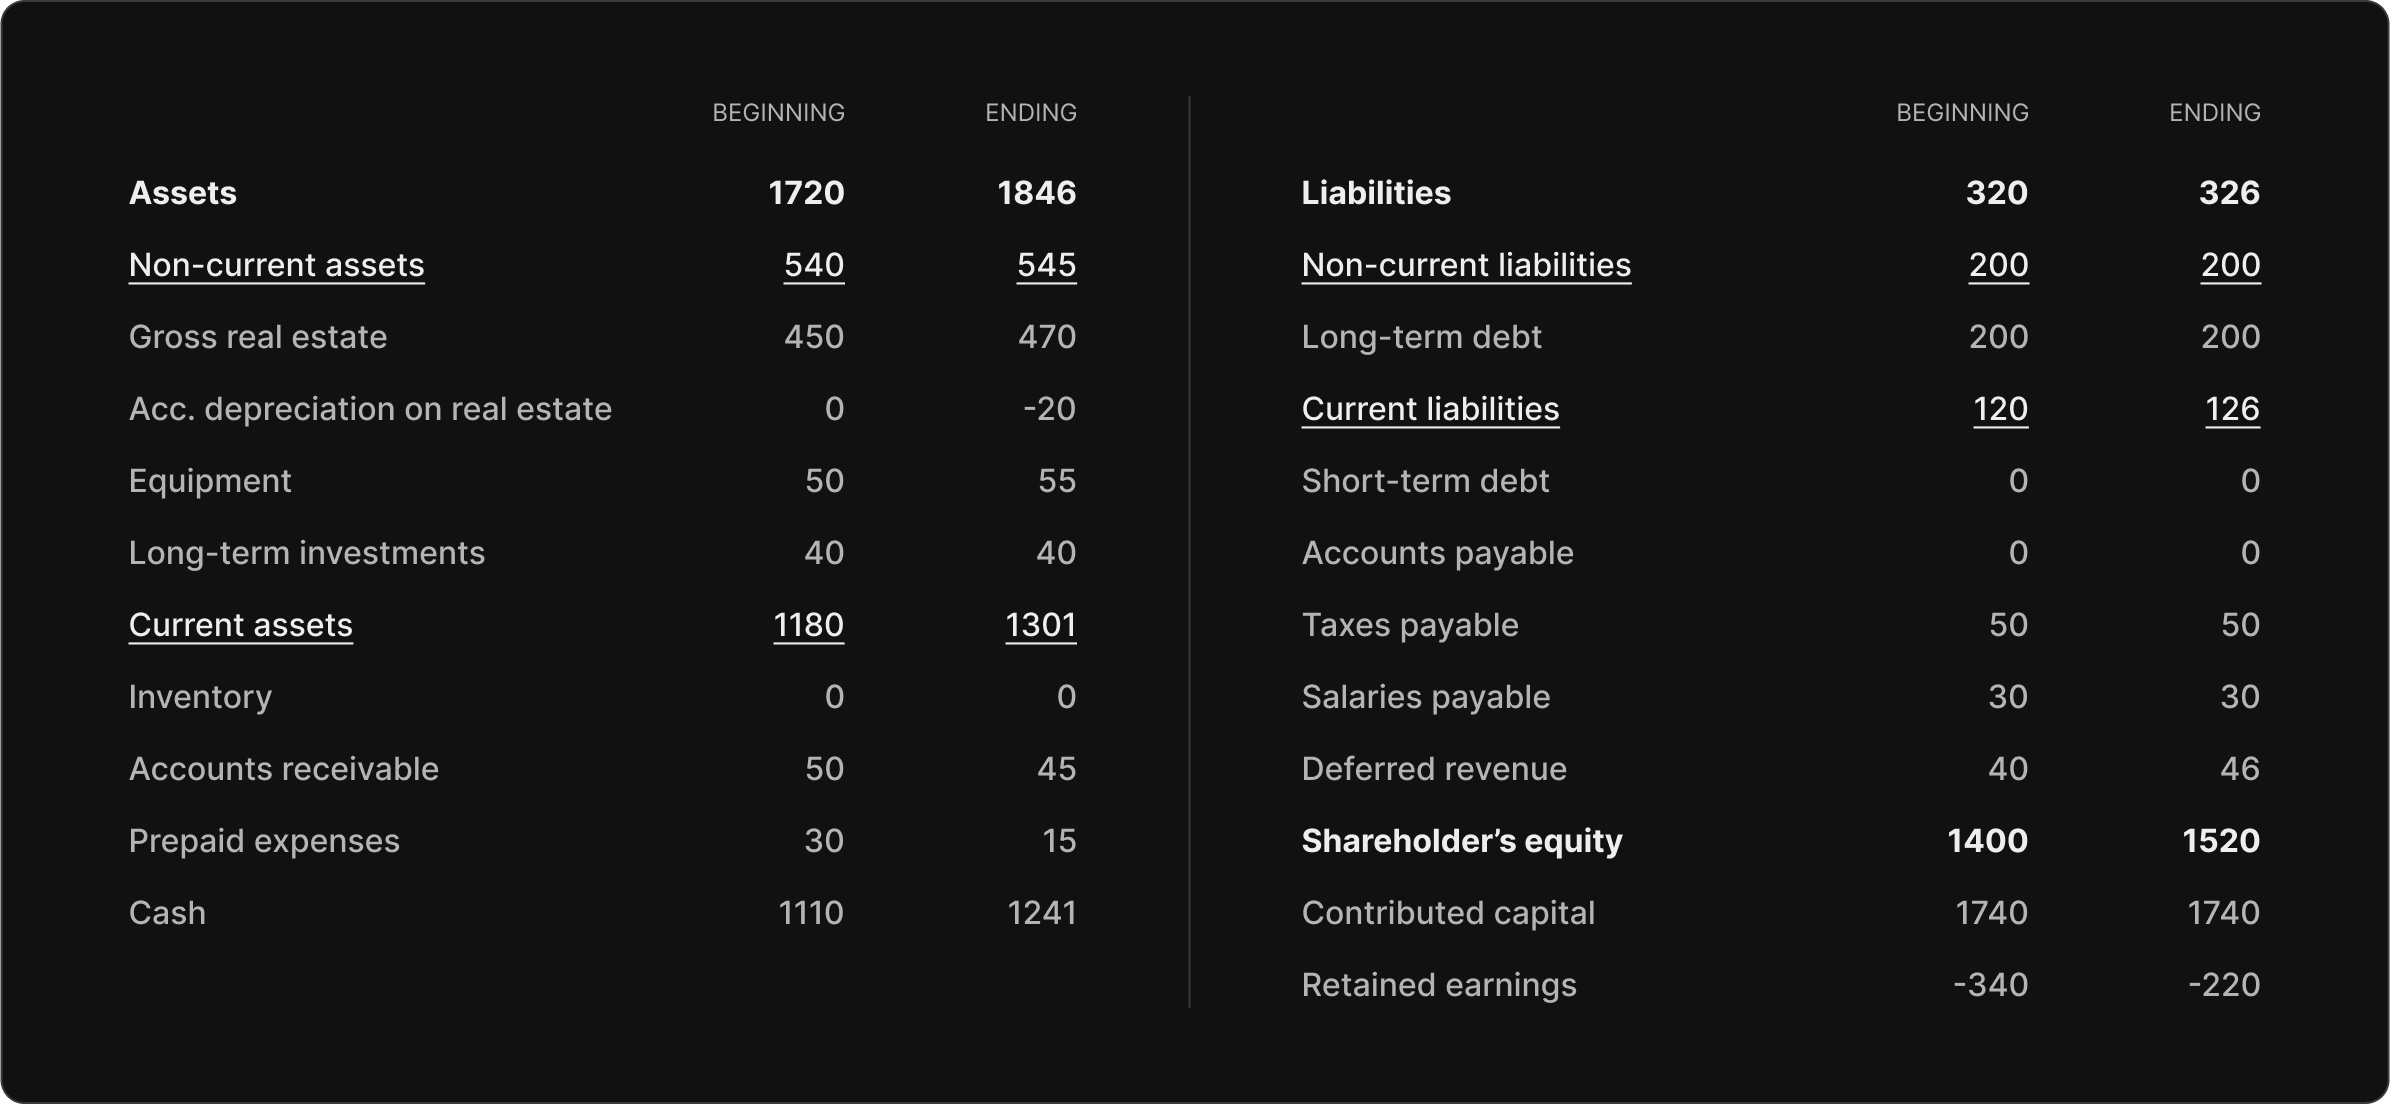 BEGINNING ENDING
Assets 1720 1846
Non-current assets 540 545
Gross real estate 450 470
Acc. depreciation on real estate 0 -20
Equipment 50 55
Long-term investments 40 40
Current assets 1180 1301
Inventory 0 0
Accounts receivable 50 45
Prepaid expenses 30 15
Cash 1110 1241
BEGINNING ENDING
Liabilities 320 326
Non-current liabilities 200 200
Long-term debt 200 200
Current liabilities 120 126
Short-term debt 0 0
Accounts payable 0 0
Taxes payable 50 50
Salaries payable 30 30
Deferred revenue 40 46
Shareholder’s equity 1400 1520
Contributed capital 1740 1740
Retained earnings -340 -220